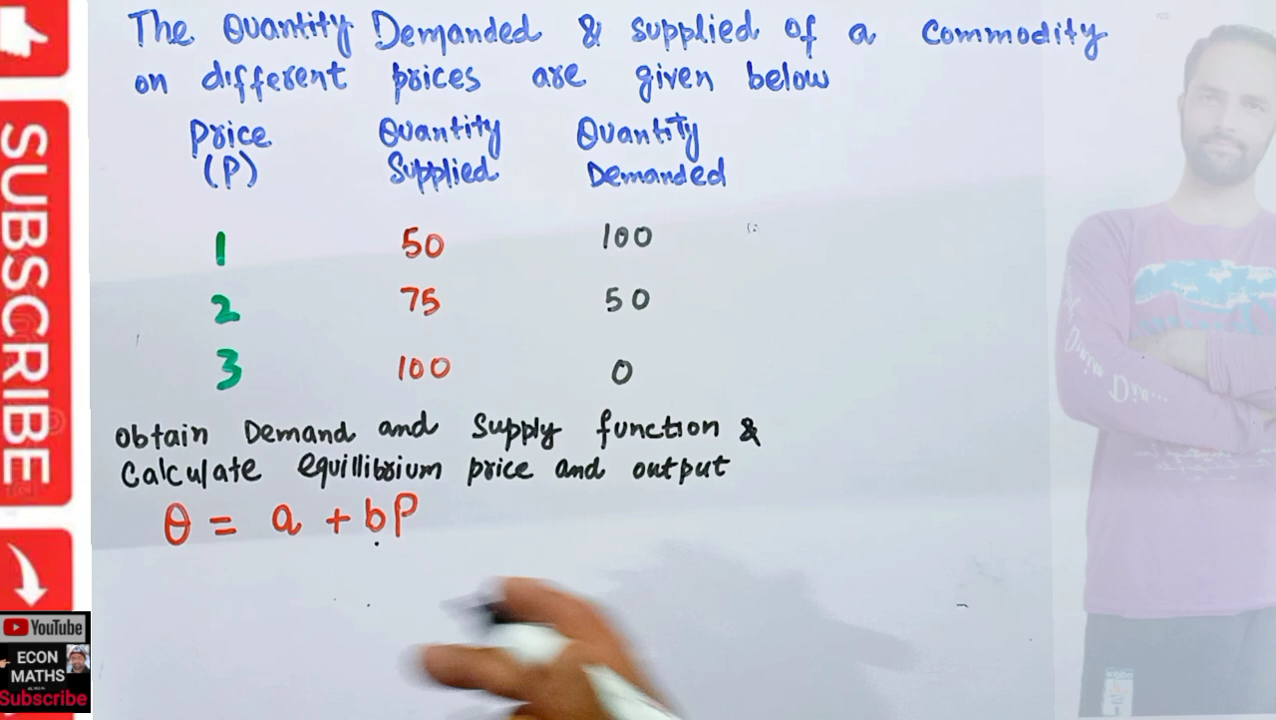 The Quantity Demanded & supplied of a commodity
on different prices are given below
Price Quantity Quantity
(P) Supplied Demanded
1 50 100
2 75 50
3 100 0
Obtain Demand and Supply function &
Calculate equillibrium price and output
Q = a + bP
SUBSCRIBE
YouTube
ECON
MATHS
Subscribe